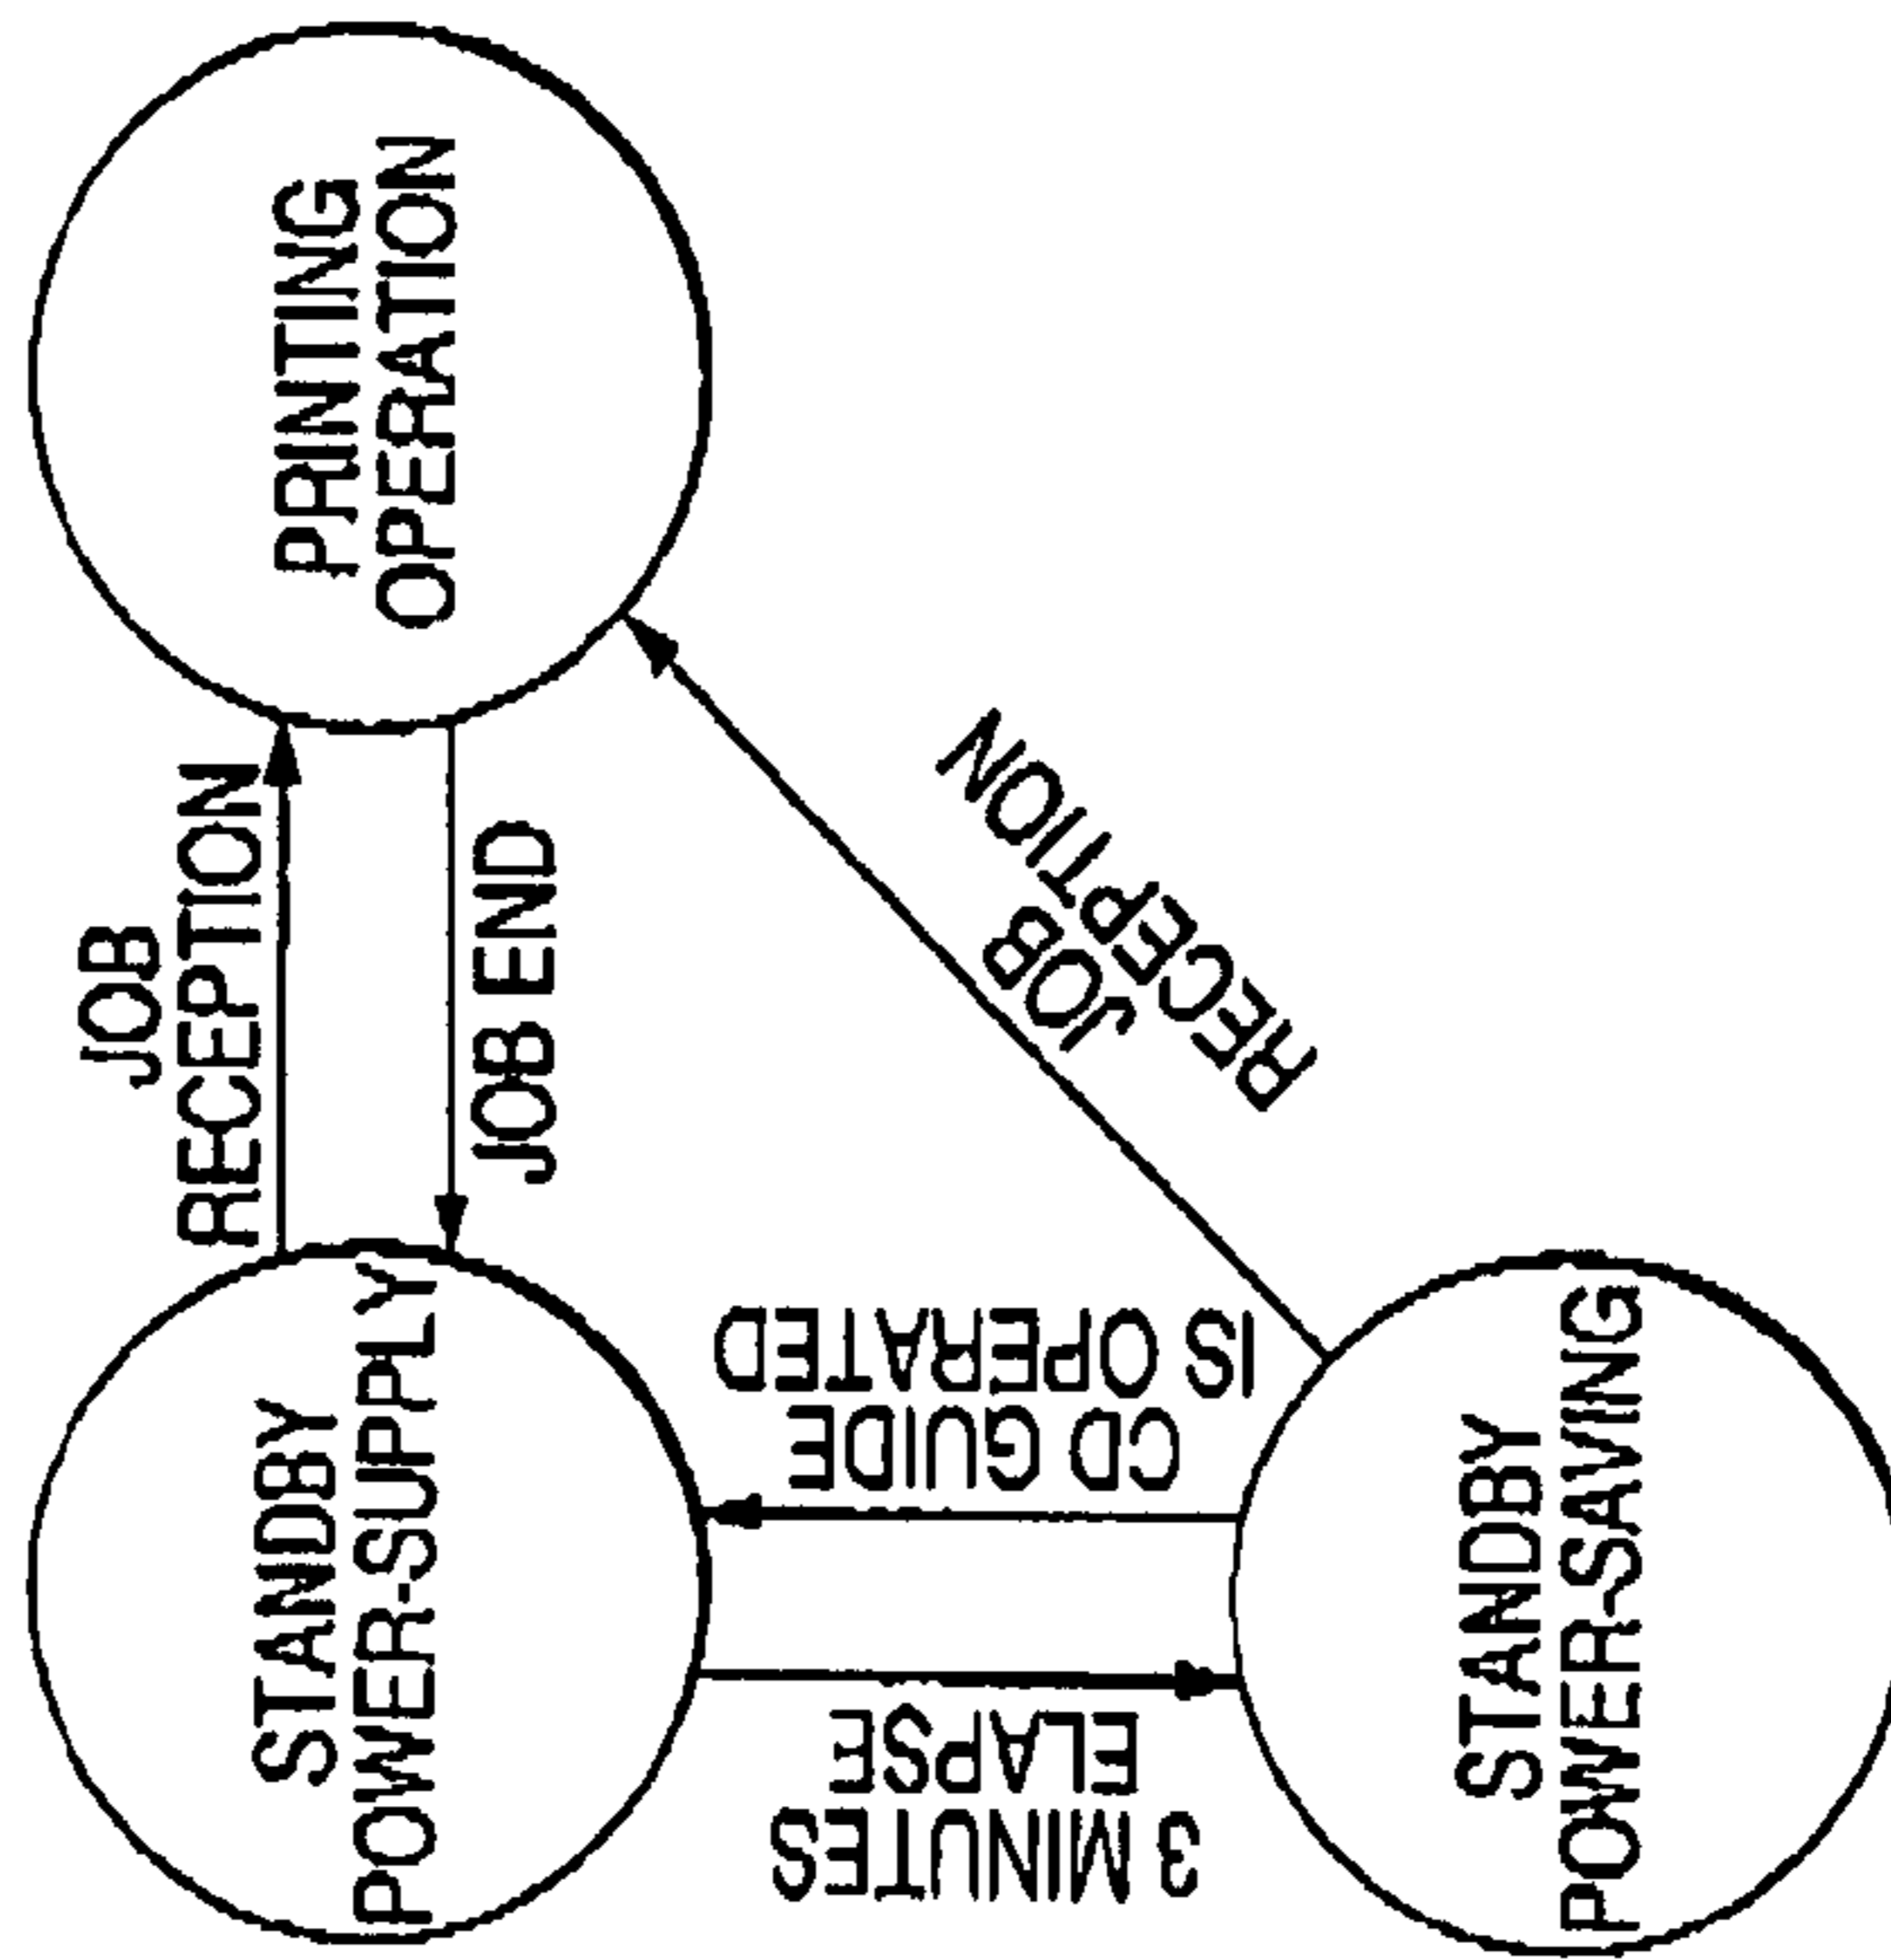 STANDBY
POWER-SUPPLY
JOB
RECEPTION
JOB END
PRINTING
OPERATION
3 MINUTES
ELAPSE
CD GUIDE
IS OPERATED
JOB
RECEPTION
STANDBY
POWER-SAVING